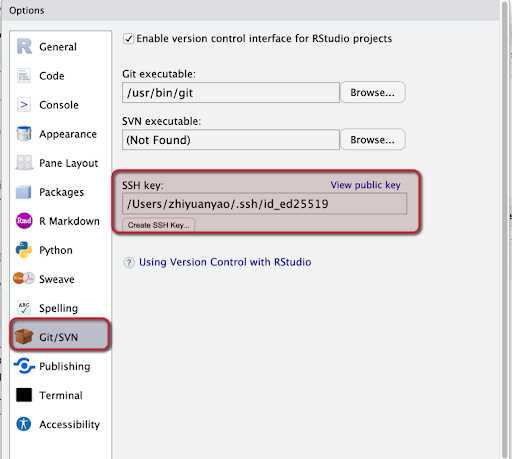 Options
General
Code
Console
Appearance
Pane Layout
Packages
Rmd R Markdown
Python
Sweave
ABC Spelling
Git/SVN
Publishing
Terminal
Accessibility
Enable version control interface for RStudio projects
Git executable:
/usr/bin/git Browse...
SVN executable:
(Not Found) Browse...
SSH key: View public key
/Users/zhiyuanyao/.ssh/id_ed25519
Create SSH Key...
? Using Version Control with RStudio